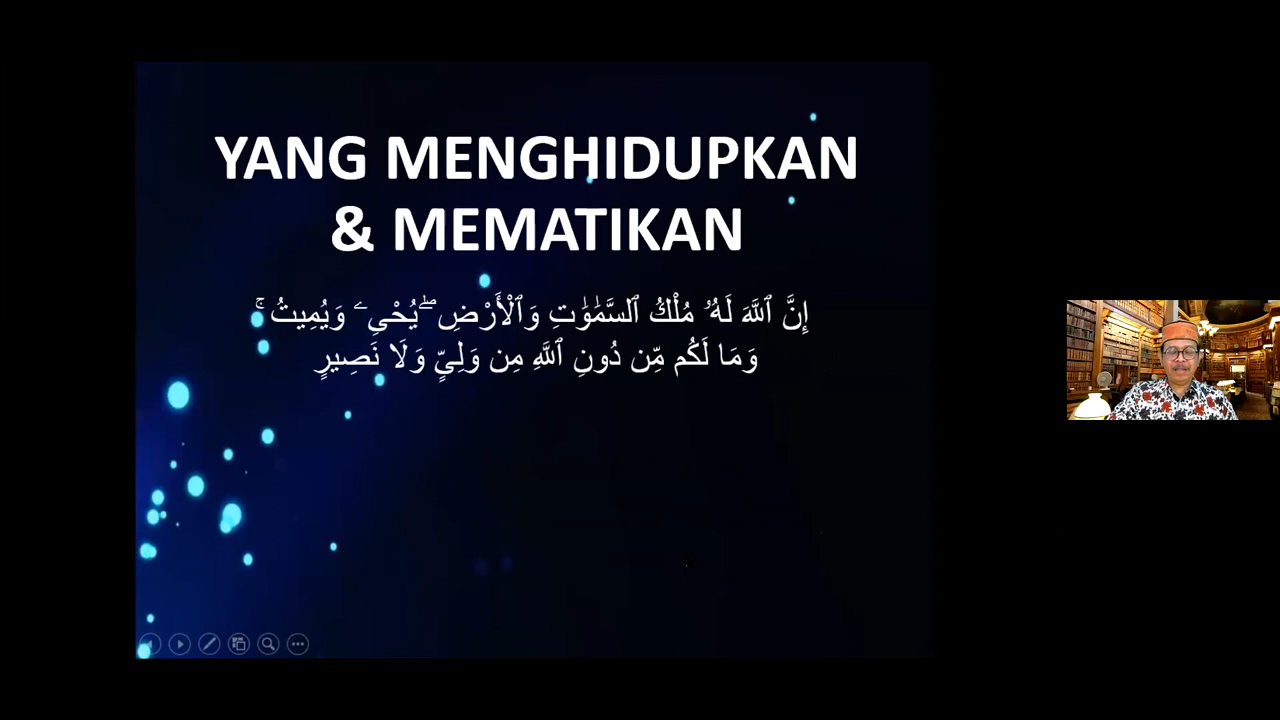 YANG MENGHIDUPKAN
& MEMATIKAN
إِنَّ ٱللَّهَ لَهُۥ مُلْكُ ٱلسَّمَٰوَٰتِ وَٱلْأَرْضِ ۖ يُحْىِۦ وَيُمِيتُ ۚ
وَمَا لَكُم مِّن دُونِ ٱللَّهِ مِن وَلِىٍّ وَلَا نَصِيرٍ